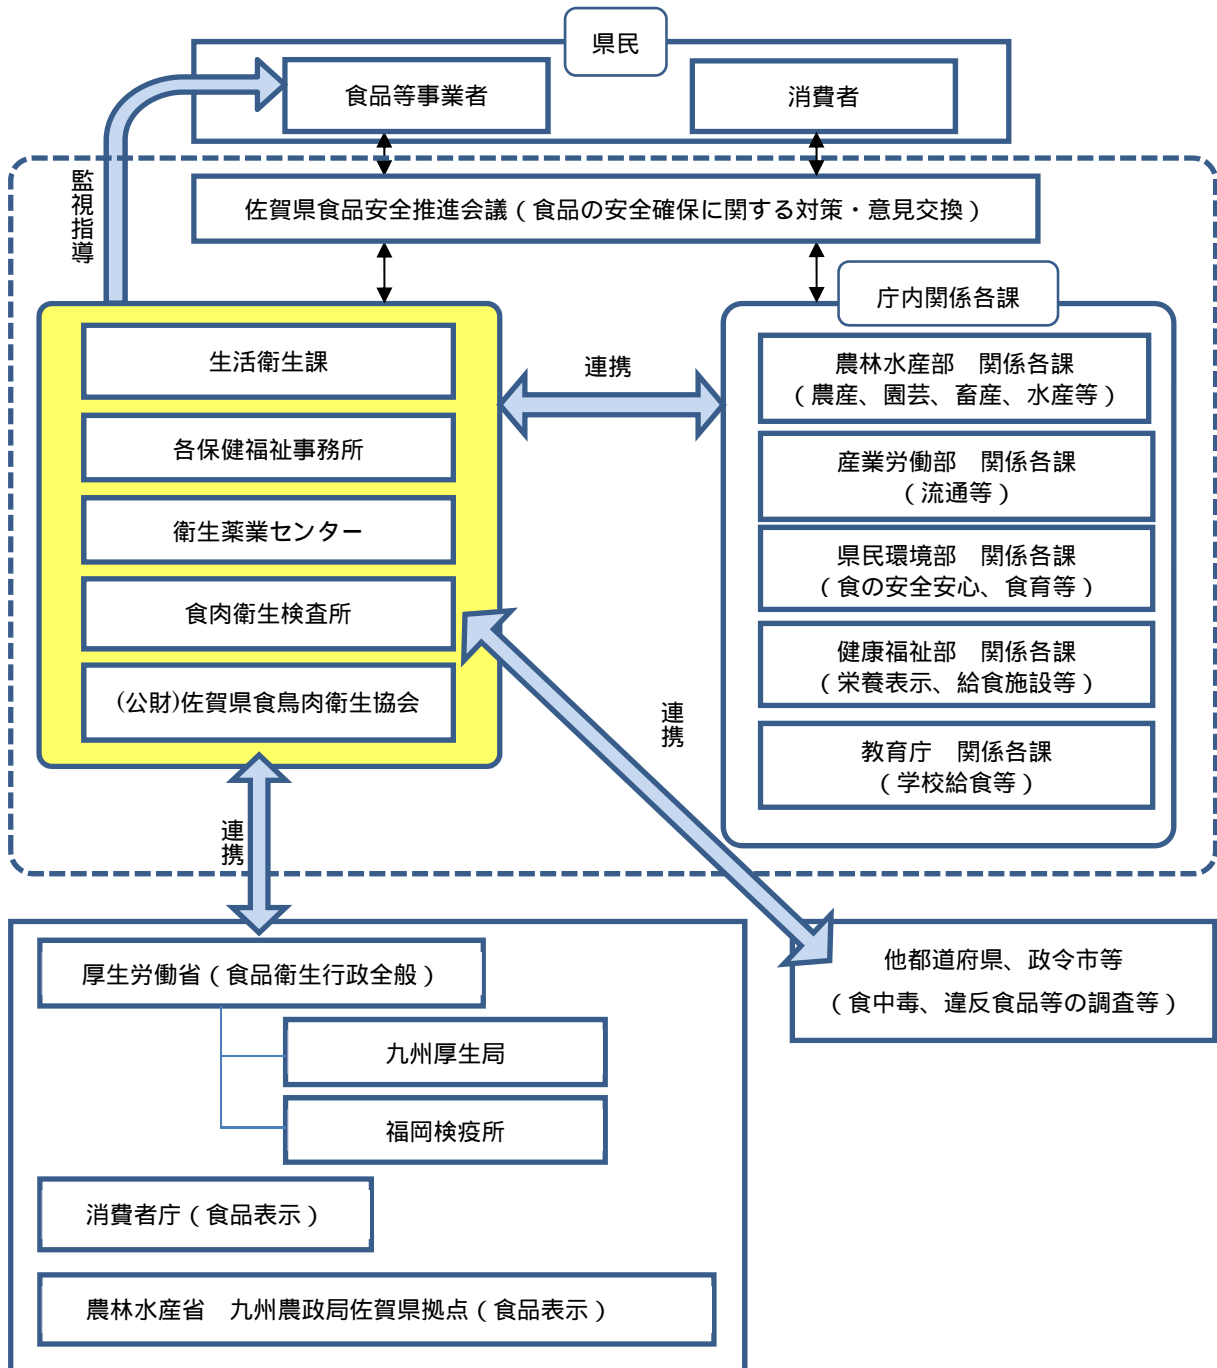 県民
食品等事業者
消費者
監視指導
佐賀県食品安全推進会議（食品の安全確保に関する対策・意見交換）
生活衛生課
各保健福祉事務所
衛生薬業センター
食肉衛生検査所
(公財)佐賀県食鳥肉衛生協会
連携
庁内関係各課
農林水産部　関係各課
（農産、園芸、畜産、水産等）
産業労働部　関係各課
（流通等）
県民環境部　関係各課
（食の安全安心、食育等）
健康福祉部　関係各課
（栄養表示、給食施設等）
教育庁　関係各課
（学校給食等）
連携
連携
厚生労働省（食品衛生行政全般）
九州厚生局
福岡検疫所
消費者庁（食品表示）
農林水産省　九州農政局佐賀県拠点（食品表示）
他都道府県、政令市等
（食中毒、違反食品等の調査等）